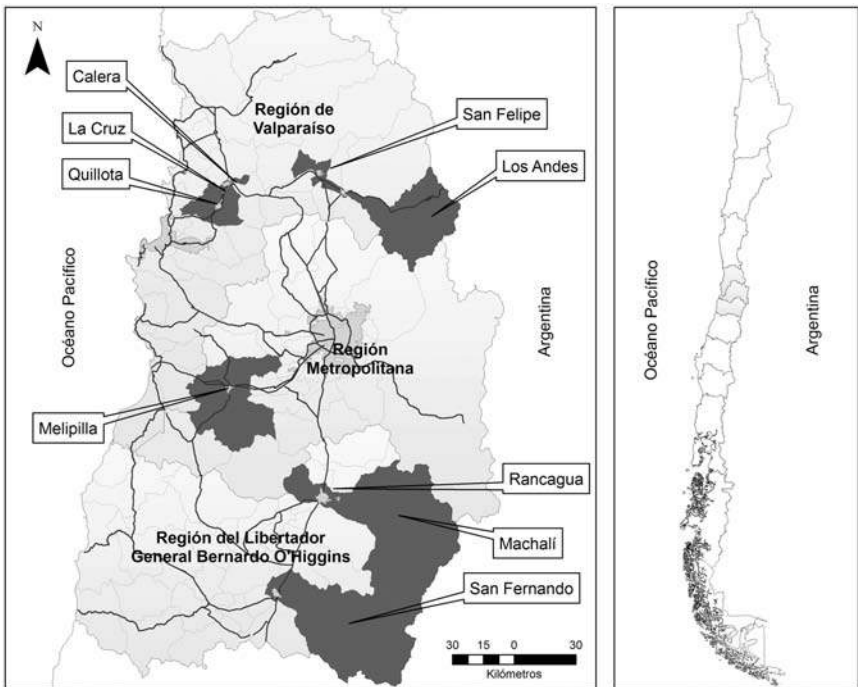 N
Calera
La Cruz
Quillota
Región de
Valparaíso
San Felipe
Los Andes
Océano Pacífico
Argentina
Región
Metropolitana
Melipilla
Rancagua
Región del Libertador
General Bernardo O'Higgins
Machalí
San Fernando
30 15 0 30
Kilómetros
Océano Pacífico
Argentina